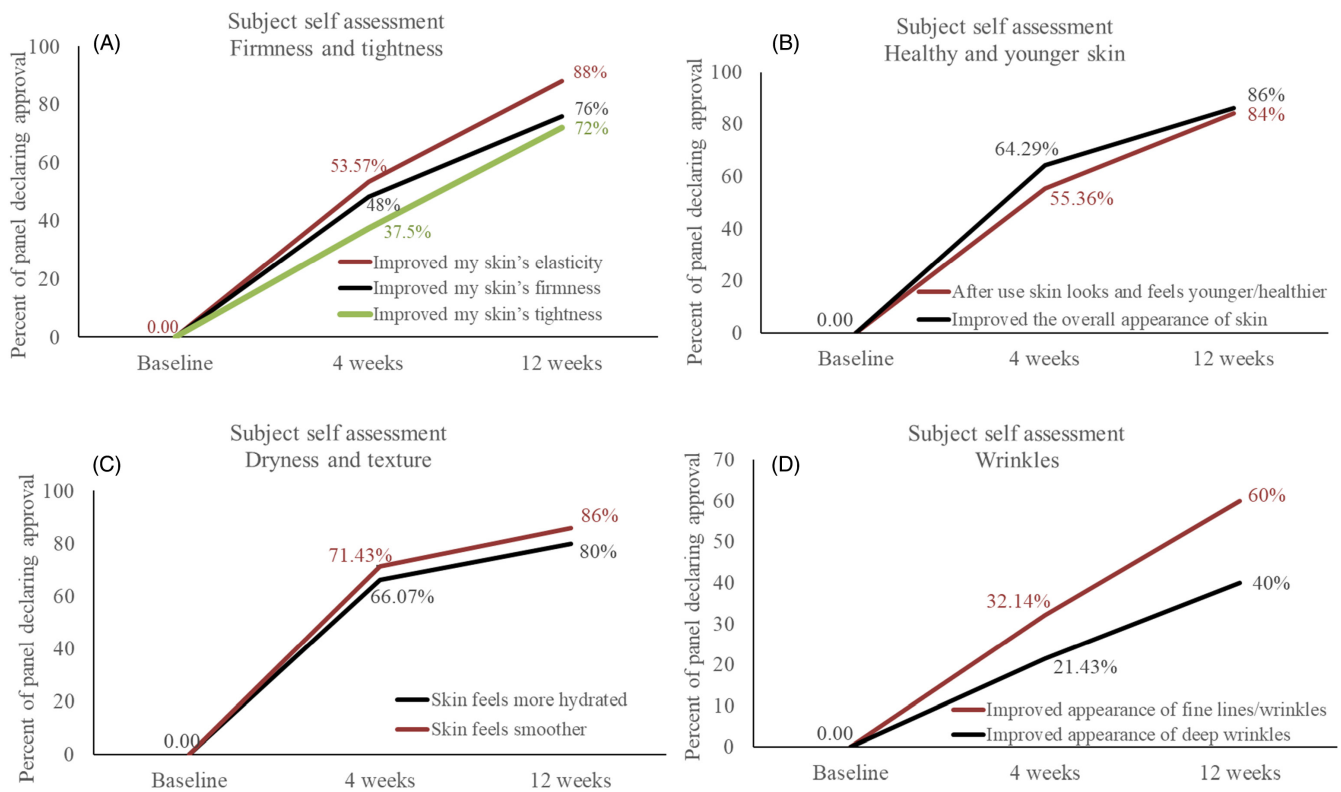 Subject self assessment
Firmness and tightness
(A)
Percent of panel declaring approval
100
80
60
40
20
0
88%
76%
72%
53.57%
48%
37.5%
0.00
Improved my skin's elasticity
Improved my skin's firmness
Improved my skin's tightness
Baseline
4 weeks
12 weeks
Subject self assessment
Healthy and younger skin
(B)
Percent of panel declaring approval
100
80
60
40
20
0
86%
84%
64.29%
55.36%
0.00
After use skin looks and feels younger/healthier
Improved the overall appearance of skin
Baseline
4 weeks
12 weeks
Subject self assessment
Dryness and texture
(C)
Percent of panel declaring approval
100
80
60
40
20
0
86%
80%
71.43%
66.07%
0.00
Skin feels more hydrated
Skin feels smoother
Baseline
4 weeks
12 weeks
Subject self assessment
Wrinkles
(D)
Percent of panel declaring approval
70
60
50
40
30
20
10
0
60%
40%
32.14%
21.43%
0.00
Improved appearance of fine lines/wrinkles
Improved appearance of deep wrinkles
Baseline
4 weeks
12 weeks